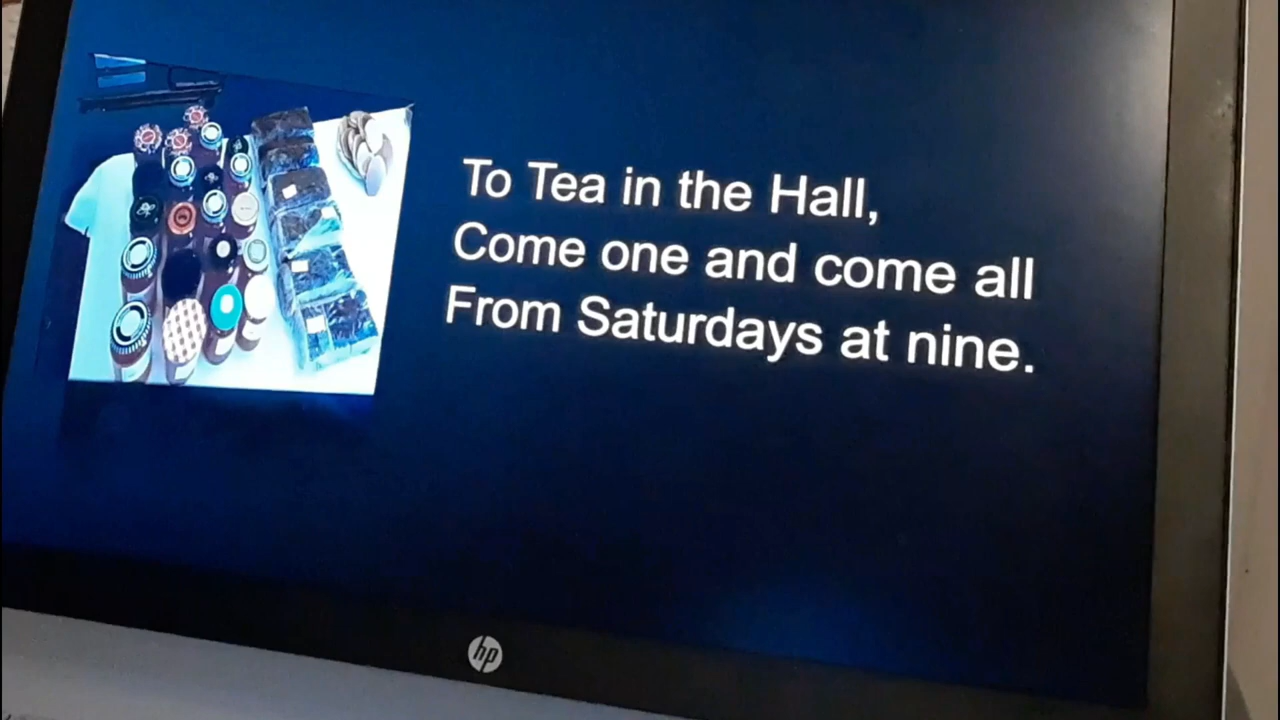 To Tea in the Hall,
Come one and come all
From Saturdays at nine.
hp